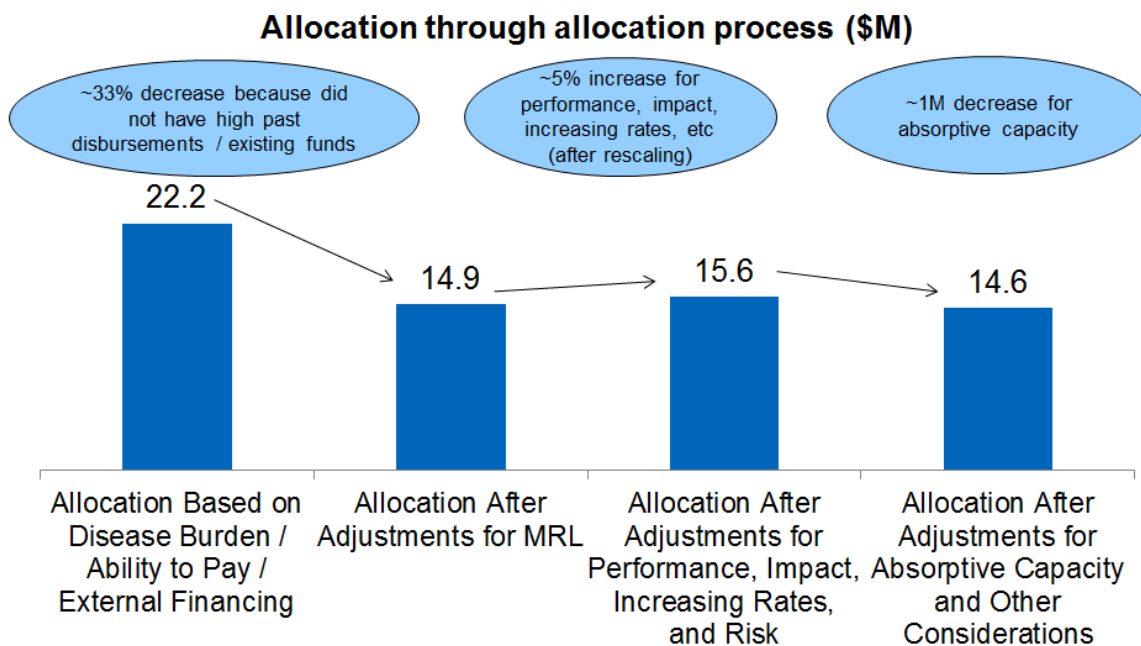 Allocation through allocation process ($M)
~33% decrease because did
not have high past
disbursements / existing funds
~5% increase for
performance, impact,
increasing rates, etc
(after rescaling)
~1M decrease for
absorptive capacity
22.2
14.9
15.6
14.6
Allocation Based on
Disease Burden /
Ability to Pay /
External Financing
Allocation After
Adjustments for MRL
Allocation After
Adjustments for
Performance, Impact,
Increasing Rates,
and Risk
Allocation After
Adjustments for
Absorptive Capacity
and Other
Considerations